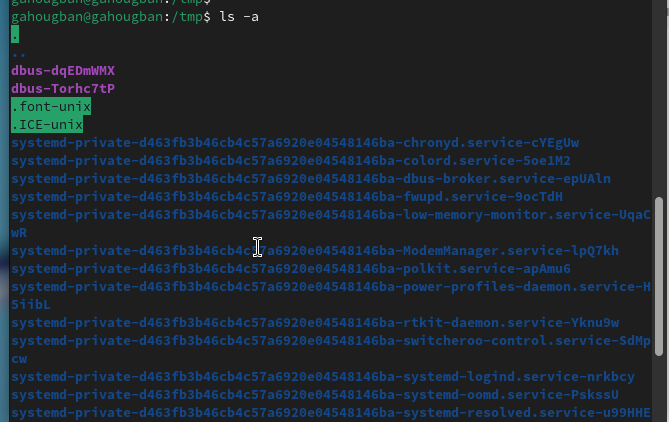 gahougban@gahougban:/tmp$
gahougban@gahougban:/tmp$ ls -a
.
..
dbus-dqEDmWMX
dbus-Torhc7tP
.font-unix
.ICE-unix
systemd-private-d463fb3b46cb4c57a6920e04548146ba-chronyd.service-cYEgUw
systemd-private-d463fb3b46cb4c57a6920e04548146ba-colord.service-5oe1M2
systemd-private-d463fb3b46cb4c57a6920e04548146ba-dbus-broker.service-epUAln
systemd-private-d463fb3b46cb4c57a6920e04548146ba-fwupd.service-9ocTdH
systemd-private-d463fb3b46cb4c57a6920e04548146ba-low-memory-monitor.service-UqaC
wR
systemd-private-d463fb3b46cb4c57a6920e04548146ba-ModemManager.service-lpQ7kh
systemd-private-d463fb3b46cb4c57a6920e04548146ba-polkit.service-apAmu6
systemd-private-d463fb3b46cb4c57a6920e04548146ba-power-profiles-daemon.service-H
5iibL
systemd-private-d463fb3b46cb4c57a6920e04548146ba-rtkit-daemon.service-Yknu9w
systemd-private-d463fb3b46cb4c57a6920e04548146ba-switcheroo-control.service-SdMp
cw
systemd-private-d463fb3b46cb4c57a6920e04548146ba-systemd-logind.service-nrkbcy
systemd-private-d463fb3b46cb4c57a6920e04548146ba-systemd-oomd.service-PskssU
systemd-private-d463fb3b46cb4c57a6920e04548146ba-systemd-resolved.service-u99HHE